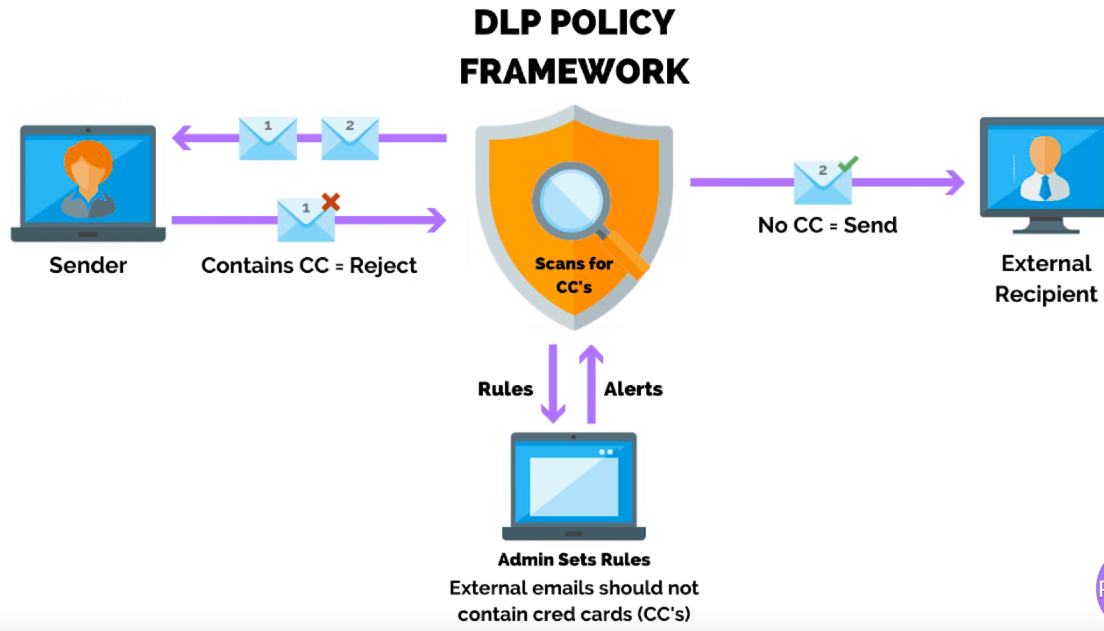 DLP POLICY
FRAMEWORK
1
2
1
2
Sender
Contains CC = Reject
Scans for
CC's
No CC = Send
External
Recipient
Rules
Alerts
Admin Sets Rules
External emails should not
contain cred cards (CC's)